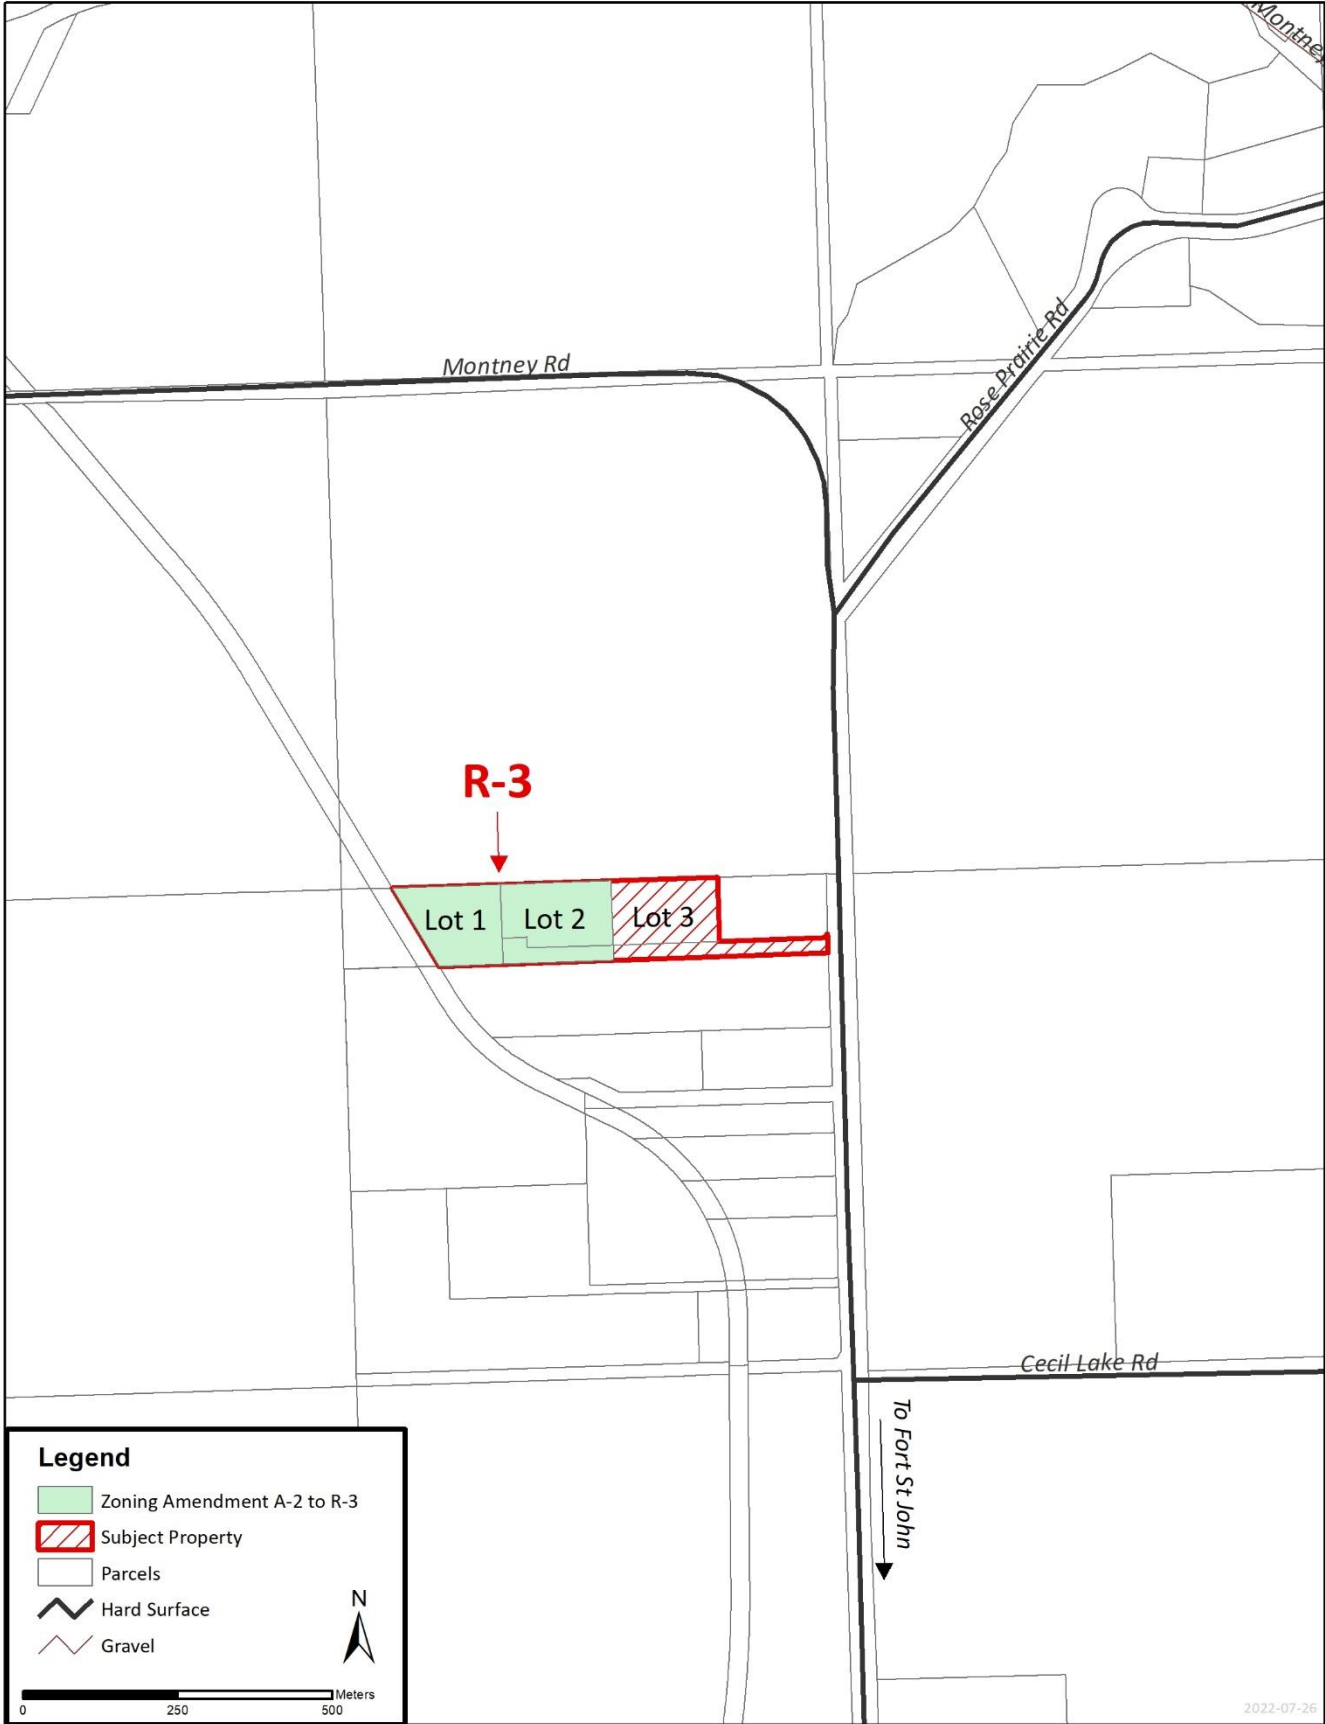 Montney
Montney Rd
Rose Prairie Rd
R-3
Lot 1
Lot 2
Lot 3
Cecil Lake Rd
To Fort St John
Legend
Zoning Amendment A-2 to R-3
Subject Property
Parcels
Hard Surface
Gravel
N
Meters
0 250 500
2022-07-26